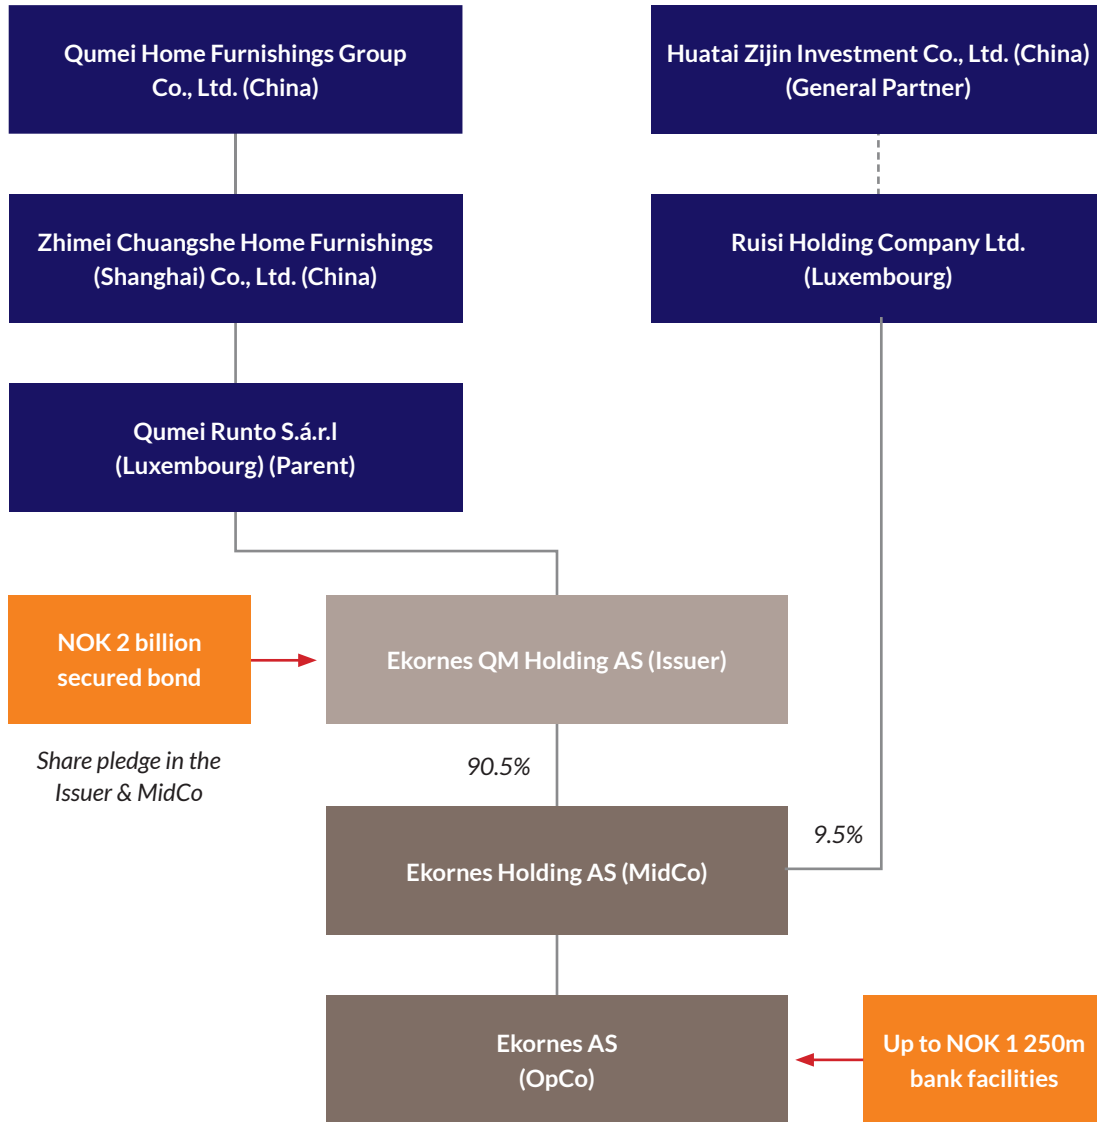 Qumei Home Furnishings Group
Co., Ltd. (China)
Huatai Zijin Investment Co., Ltd. (China)
(General Partner)
Zhimei Chuangshe Home Furnishings
(Shanghai) Co., Ltd. (China)
Ruisi Holding Company Ltd.
(Luxembourg)
Qumei Runto S.á.r.l
(Luxembourg) (Parent)
NOK 2 billion
secured bond
Ekornes QM Holding AS (Issuer)
Share pledge in the
Issuer & MidCo
90.5%
9.5%
Ekornes Holding AS (MidCo)
Ekornes AS
(OpCo)
Up to NOK 1 250m
bank facilities